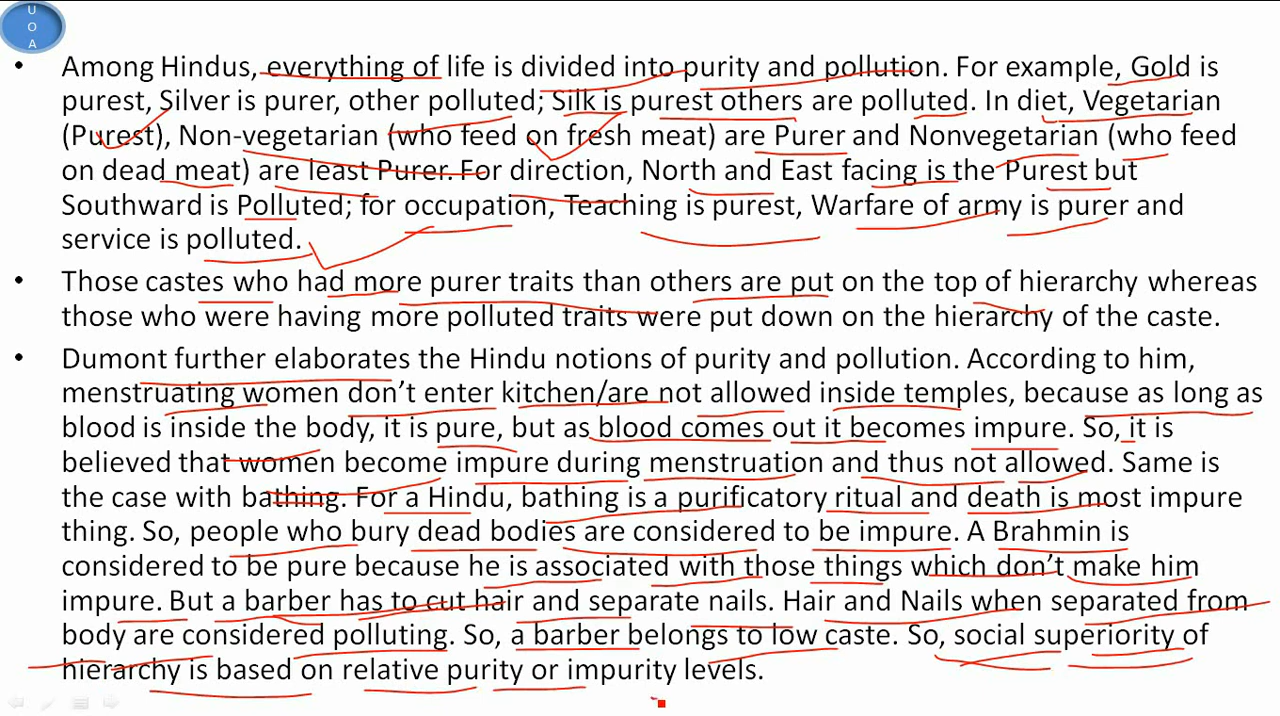 U
O
A
• Among Hindus, everything of life is divided into purity and pollution. For example, Gold is
purest, Silver is purer, other polluted; Silk is purest others are polluted. In diet, Vegetarian
(Purest), Non-vegetarian (who feed on fresh meat) are Purer and Nonvegetarian (who feed
on dead meat) are least Purer. For direction, North and East facing is the Purest but
Southward is Polluted; for occupation, Teaching is purest, Warfare of army is purer and
service is polluted.
• Those castes who had more purer traits than others are put on the top of hierarchy whereas
those who were having more polluted traits were put down on the hierarchy of the caste.
• Dumont further elaborates the Hindu notions of purity and pollution. According to him,
menstruating women don’t enter kitchen/are not allowed inside temples, because as long as
blood is inside the body, it is pure, but as blood comes out it becomes impure. So, it is
believed that women become impure during menstruation and thus not allowed. Same is
the case with bathing. For a Hindu, bathing is a purificatory ritual and death is most impure
thing. So, people who bury dead bodies are considered to be impure. A Brahmin is
considered to be pure because he is associated with those things which don’t make him
impure. But a barber has to cut hair and separate nails. Hair and Nails when separated from
body are considered polluting. So, a barber belongs to low caste. So, social superiority of
hierarchy is based on relative purity or impurity levels.